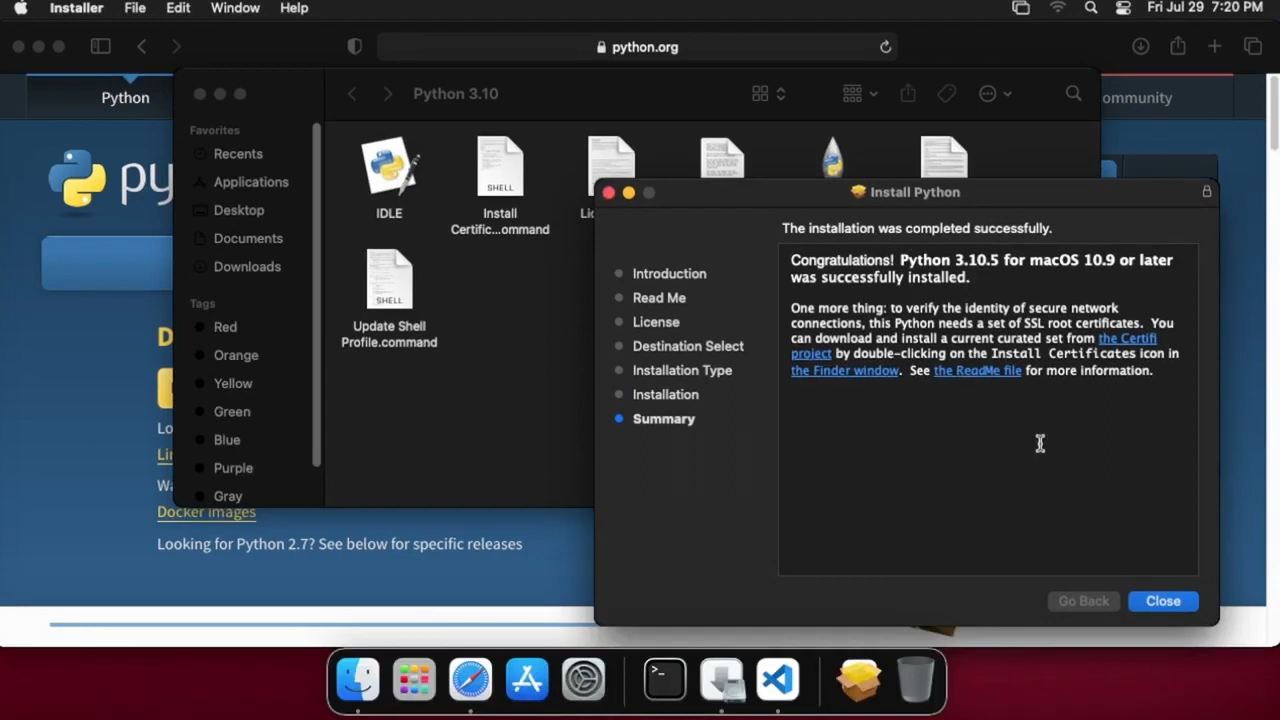 Installer File Edit Window Help Fri Jul 29 7:20 PM
python.org
Python
ommunity
Python 3.10
Favorites
Recents
Applications
Desktop
Documents
Downloads
Tags
Red
Orange
Yellow
Green
Blue
Purple
Gray
IDLE
SHELL
Install
Certific...ommand
SHELL
Update Shell
Profile.command
py
D
Lo
Li
Wa
Docker images
Looking for Python 2.7? See below for specific releases
Install Python
The installation was completed successfully.
Introduction
Read Me
License
Destination Select
Installation Type
Installation
Summary
Congratulations! Python 3.10.5 for macOS 10.9 or later
was successfully installed.
One more thing: to verify the identity of secure network
connections, this Python needs a set of SSL root certificates. You
can download and install a current curated set from the Certifi
project by double-clicking on the Install Certificates icon in
the Finder window. See the ReadMe file for more information.
Go Back
Close